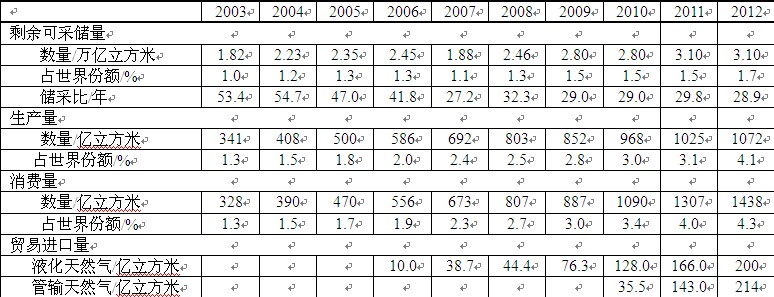 2003 2004 2005 2006 2007 2008 2009 2010 2011 2012
剩余可采储量
数量/万亿立方米 1.82 2.23 2.35 2.45 1.88 2.46 2.80 2.80 3.10 3.10
占世界份额/% 1.0 1.2 1.3 1.3 1.1 1.3 1.5 1.5 1.5 1.7
储采比/年 53.4 54.7 47.0 41.8 27.2 32.3 29.0 29.0 29.8 28.9
生产量
数量/亿立方米 341 408 500 586 692 803 852 968 1025 1072
占世界份额/% 1.3 1.5 1.8 2.0 2.4 2.5 2.8 3.0 3.1 4.1
消费量
数量/亿立方米 328 390 470 556 673 807 887 1090 1307 1438
占世界份额/% 1.3 1.5 1.7 1.9 2.3 2.7 3.0 3.4 4.0 4.3
贸易进口量
液化天然气/亿立方米 10.0 38.7 44.4 76.3 128.0 166.0 200
管输天然气/亿立方米 35.5 143.0 214